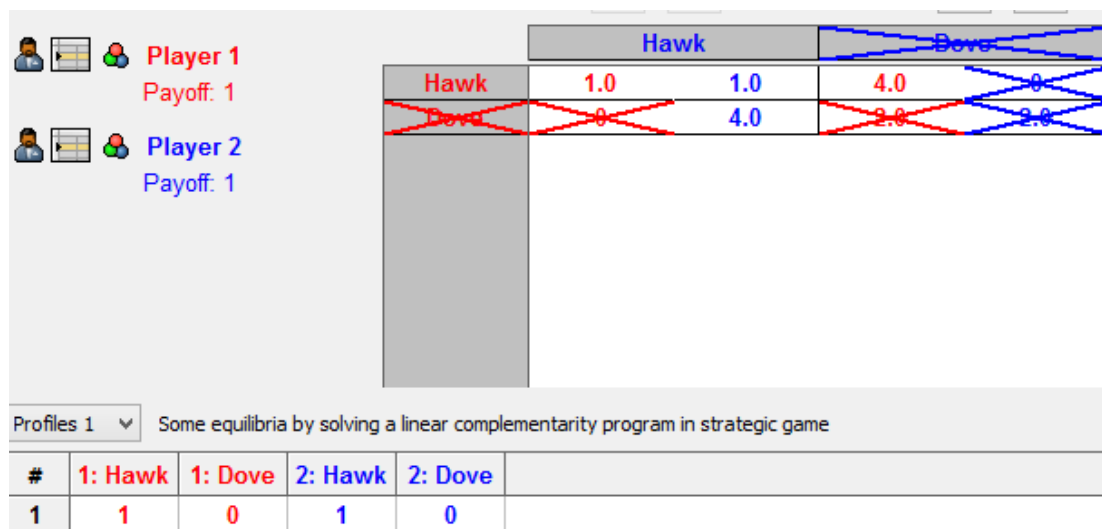 Player 1
Payoff: 1
Player 2
Payoff: 1
Hawk Dove
Hawk 1.0 1.0 4.0 0
Dove 0 4.0 2.0 2.0
Profiles 1 Some equilibria by solving a linear complementarity program in strategic game
# 1: Hawk 1: Dove 2: Hawk 2: Dove
1 1 0 1 0